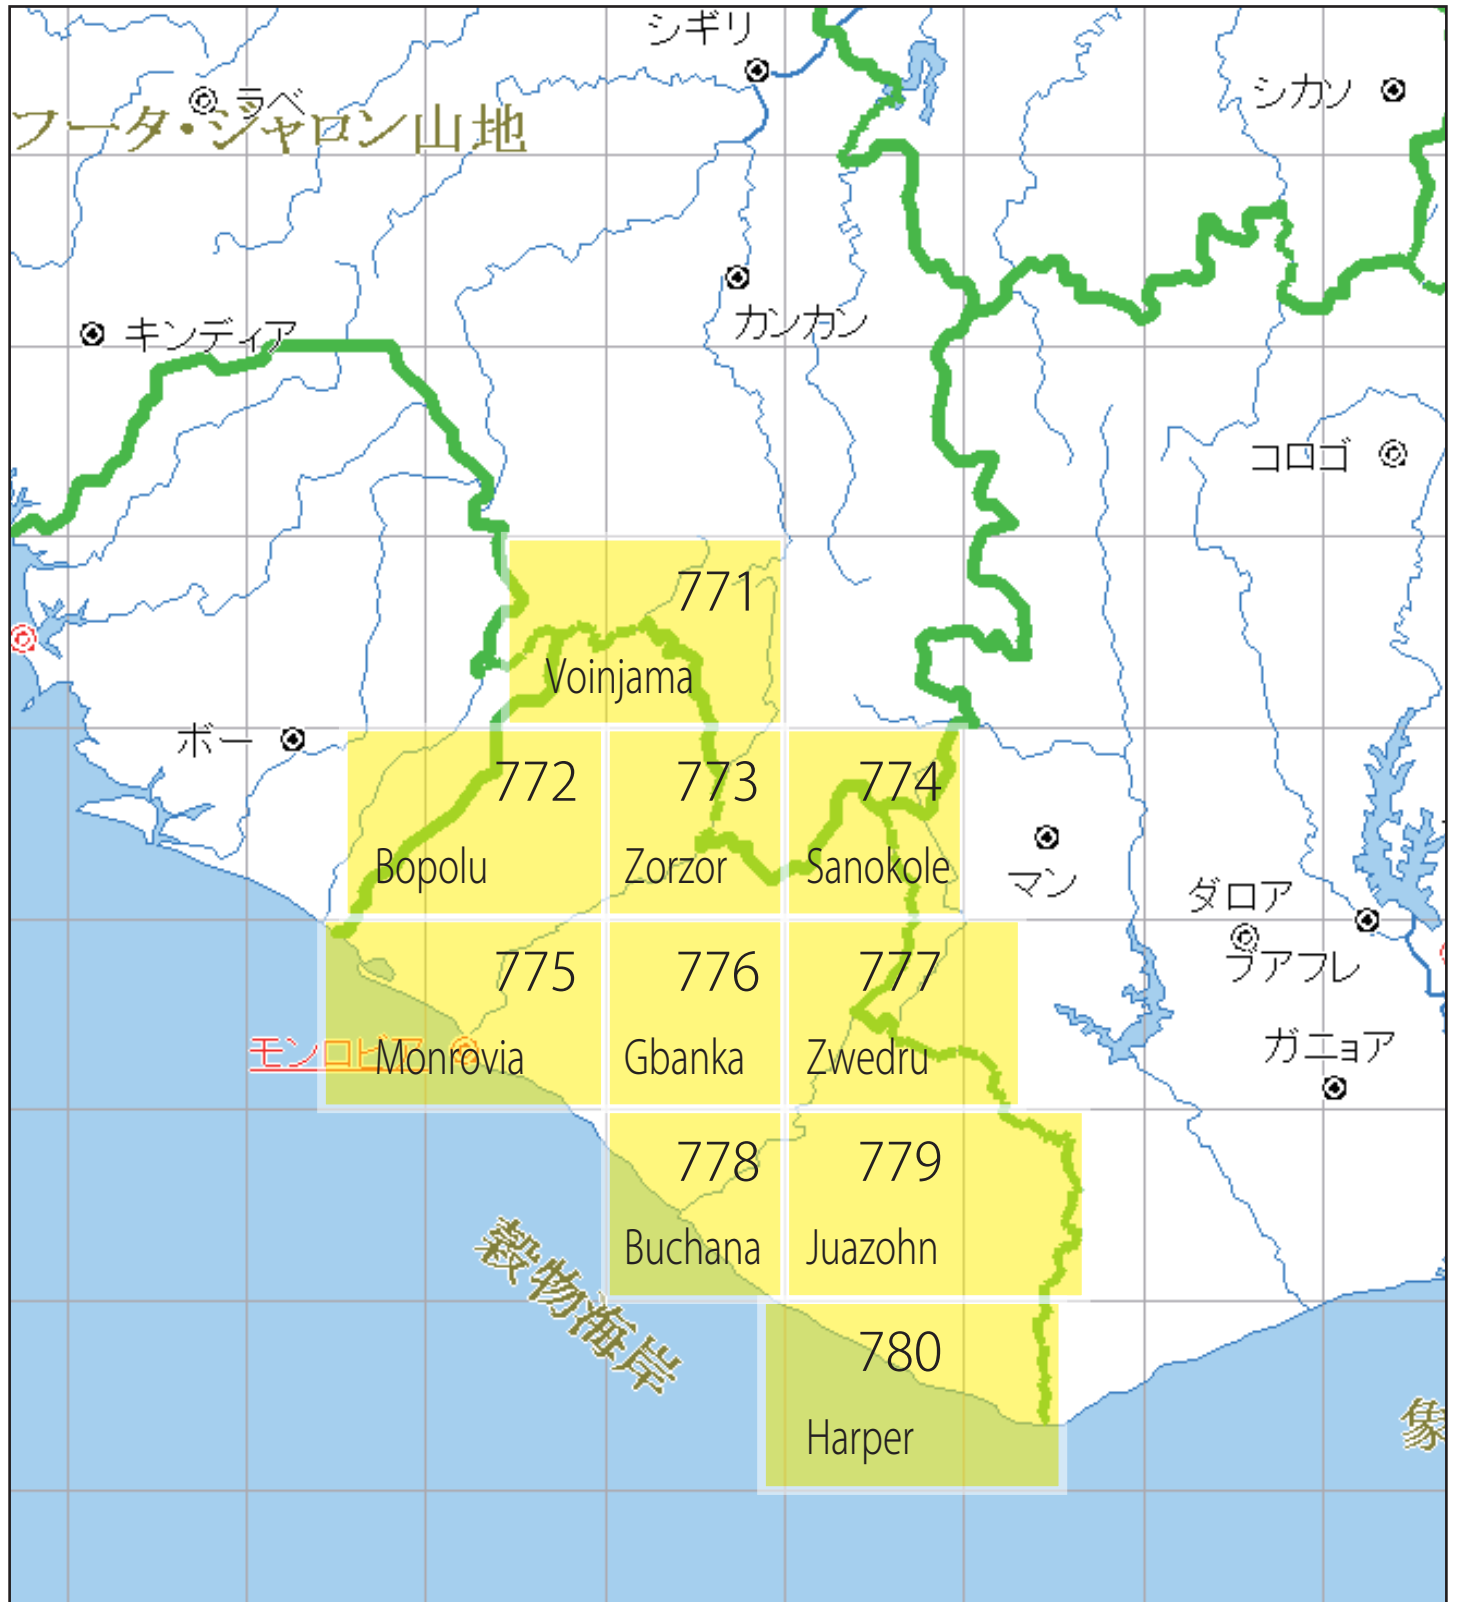 シギリ
シカソ
ラベ
フータ・ジャロン山地
カンカン
キンディア
コロゴ
771
Voinjama
ボー
772
773
774
Bopolu
Zorzor
Sanokole
マン
ダロア
ブアフレ
775
776
777
モンロビア
Monrovia
Gbanka
Zwedru
ガニョア
778
779
Buchana
Juazohn
穀物海岸
780
Harper
象